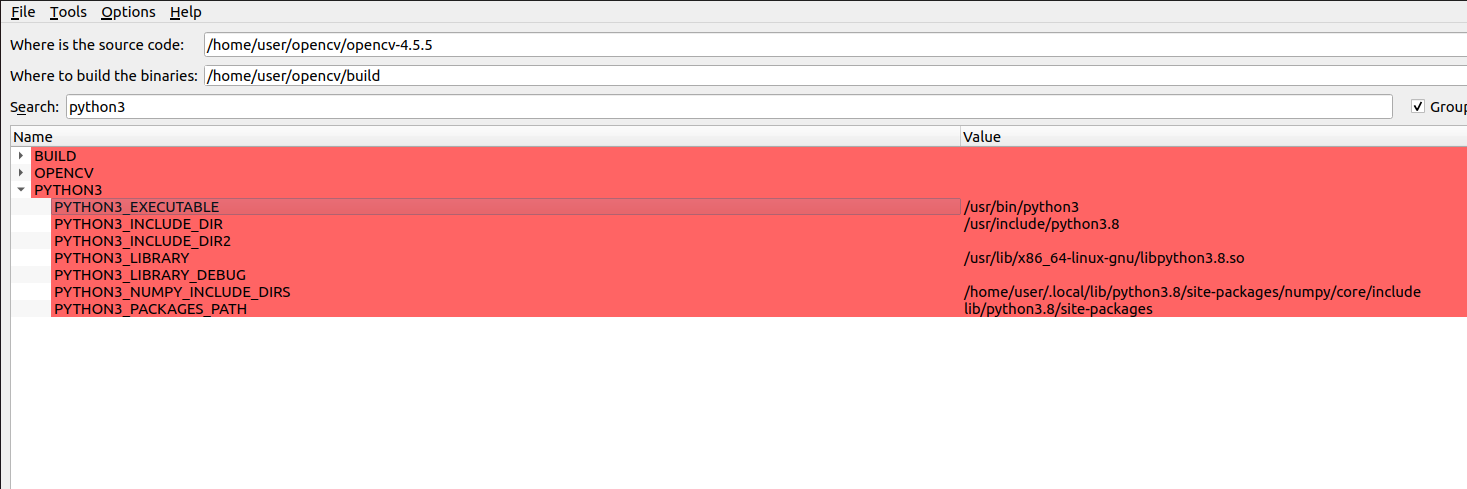 File Tools Options Help
Where is the source code: /home/user/opencv/opencv-4.5.5
Where to build the binaries: /home/user/opencv/build
Search: python3 Group
Name Value
BUILD
OPENCV
PYTHON3
PYTHON3_EXECUTABLE /usr/bin/python3
PYTHON3_INCLUDE_DIR /usr/include/python3.8
PYTHON3_INCLUDE_DIR2
PYTHON3_LIBRARY /usr/lib/x86_64-linux-gnu/libpython3.8.so
PYTHON3_LIBRARY_DEBUG
PYTHON3_NUMPY_INCLUDE_DIRS /home/user/.local/lib/python3.8/site-packages/numpy/core/include
PYTHON3_PACKAGES_PATH lib/python3.8/site-packages